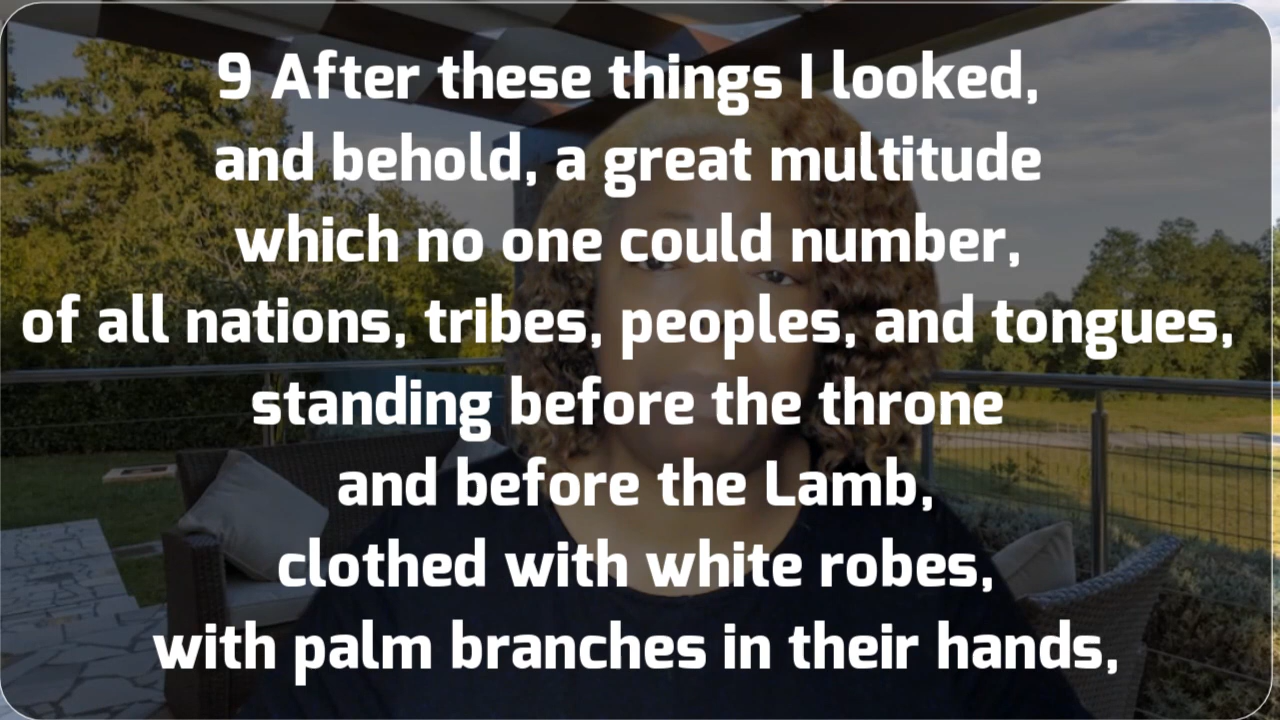 9 After these things I looked,
and behold, a great multitude
which no one could number,
of all nations, tribes, peoples, and tongues,
standing before the throne
and before the Lamb,
clothed with white robes,
with palm branches in their hands,